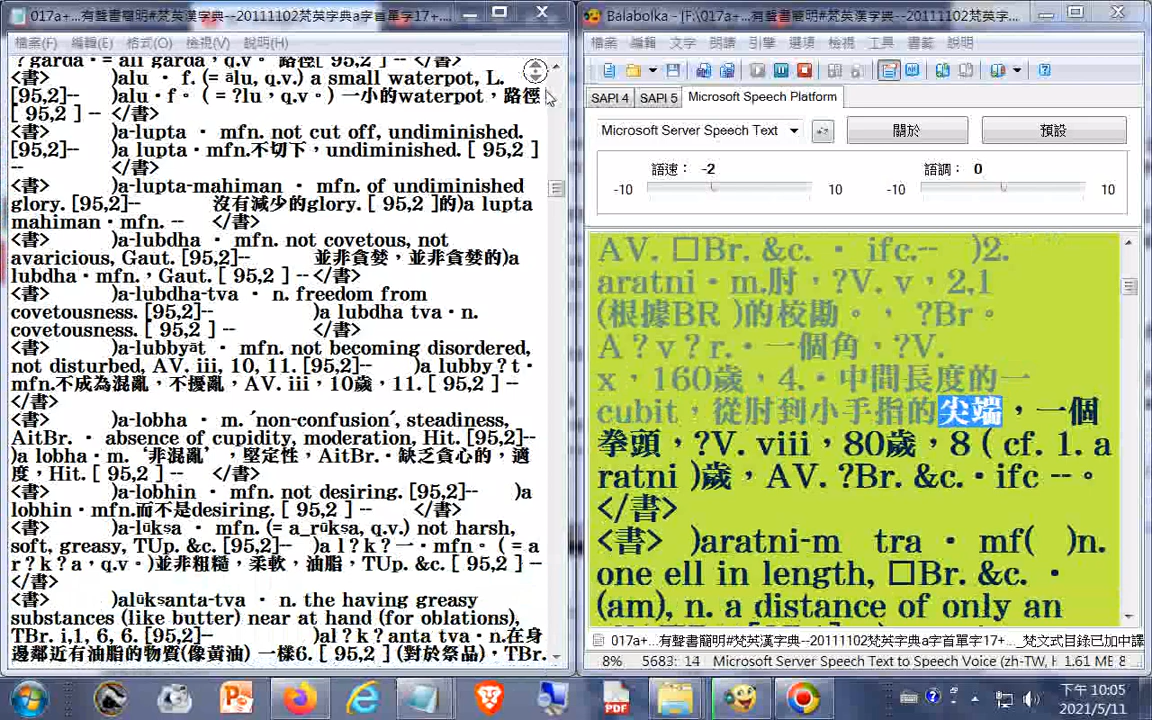 017a+...有聲書簡明#梵英漢字典--20111102梵英字典a字首單字17+...
檔案(F) 編輯(E) 格式(O) 檢視(V) 說明(H)
? garda‧= all garda，q.v. 路徑[ 95,2 ] -- </書>
<書> )alu ‧ f. (= ālu, q.v.) a small waterpot, L.
[95,2]-- )alu‧f。( = ?lu，q.v。) 一小的waterpot，路徑
[ 95,2 ] -- </書>
<書> )a-lupta ‧ mfn. not cut off, undiminished.
[95,2]-- )a lupta‧mfn.不切下，undiminished. [ 95,2 ]
-- </書>
<書> )a-lupta-mahiman ‧ mfn. of undiminished
glory. [95,2]-- 沒有減少的glory. [ 95,2 ]的)a lupta
mahiman‧mfn. -- </書>
<書> )a-lubdha ‧ mfn. not covetous, not
avaricious, Gaut. [95,2]-- 並非貪婪，並非貪婪的)a
lubdha‧mfn.，Gaut. [ 95,2 ] -- </書>
<書> )a-lubdha-tva ‧ n. freedom from
covetousness. [95,2]-- )a lubdha tva‧n.
covetousness. [ 95,2 ] -- </書>
<書> )a-lubbyāt ‧ mfn. not becoming disordered,
not disturbed, AV. iii, 10, 11. [95,2]-- )a lubby?t‧
mfn.不成為混亂，不擾亂，AV. iii，10歲，11. [ 95,2 ] --
</書>
<書> )a-lobha ‧ m. 'non-confusion', steadiness,
AitBr. ‧ absence of cupidity, moderation, Hit. [95,2]--
)a lobha‧m.‘非混亂’，堅定性，AitBr.‧缺乏貪心的，適
度，Hit. [ 95,2 ] -- </書>
<書> )a-lobhin ‧ mfn. not desiring. [95,2]-- )a
lobhin‧mfn.而不是desiring. [ 95,2 ] -- </書>
<書> )a-lūkṣa ‧ mfn. (= a_rūkṣa, q.v.) not harsh,
soft, greasy, TUp. &c. [95,2]-- )a l?k?一‧mfn。( = a
r?k?a，q.v。)並非粗糙，柔軟，油脂，TUp. &c. [ 95,2 ] --
</書>
<書> )alūkṣanta-tva ‧ n. the having greasy
substances (like butter) near at hand (for oblations),
TBr. i,1, 6, 6. [95,2]-- )al?k?anta tva‧n.在身
邊鄰近有油脂的物質(像黃油) 一樣6. [ 95,2 ] (對於祭品)，TBr.
Balabolka - [F:\017a+...有聲書簡明#梵英漢字典--20111102梵英字...
檔案 編輯 文字 朗讀 引擎 選項 檢視 工具 書籤 說明
SAPI 4 SAPI 5 Microsoft Speech Platform
Microsoft Server Speech Text 關於 預設
語速： -2 語調： 0
-10 10 -10 10
AV. □Br. &c. ‧ ifc.-- )2.
aratni‧m.肘，?V. v，2,1
(根據BR )的校勘。，?Br。
A?v?r.‧一個角，?V.
x，160歲，4.‧中間長度的一
cubit，從肘到小手指的尖端，一個
拳頭，?V. viii，80歲，8 ( cf. 1. a
ratni )歲，AV. ?Br. &c.‧ifc --。
</書>
<書> )aratni-m tra ‧ mf( )n.
one ell in length, □Br. &c. ‧
(am), n. a distance of only an
017a+...有聲書簡明#梵英漢字典--20111102梵英字典a字首單字17+..._梵文式目錄已加中譯
8% 5683: 14 Microsoft Server Speech Text to Speech Voice (zh-TW, H 1.61 MB 8
PDF
下午 10:05
2021/5/11